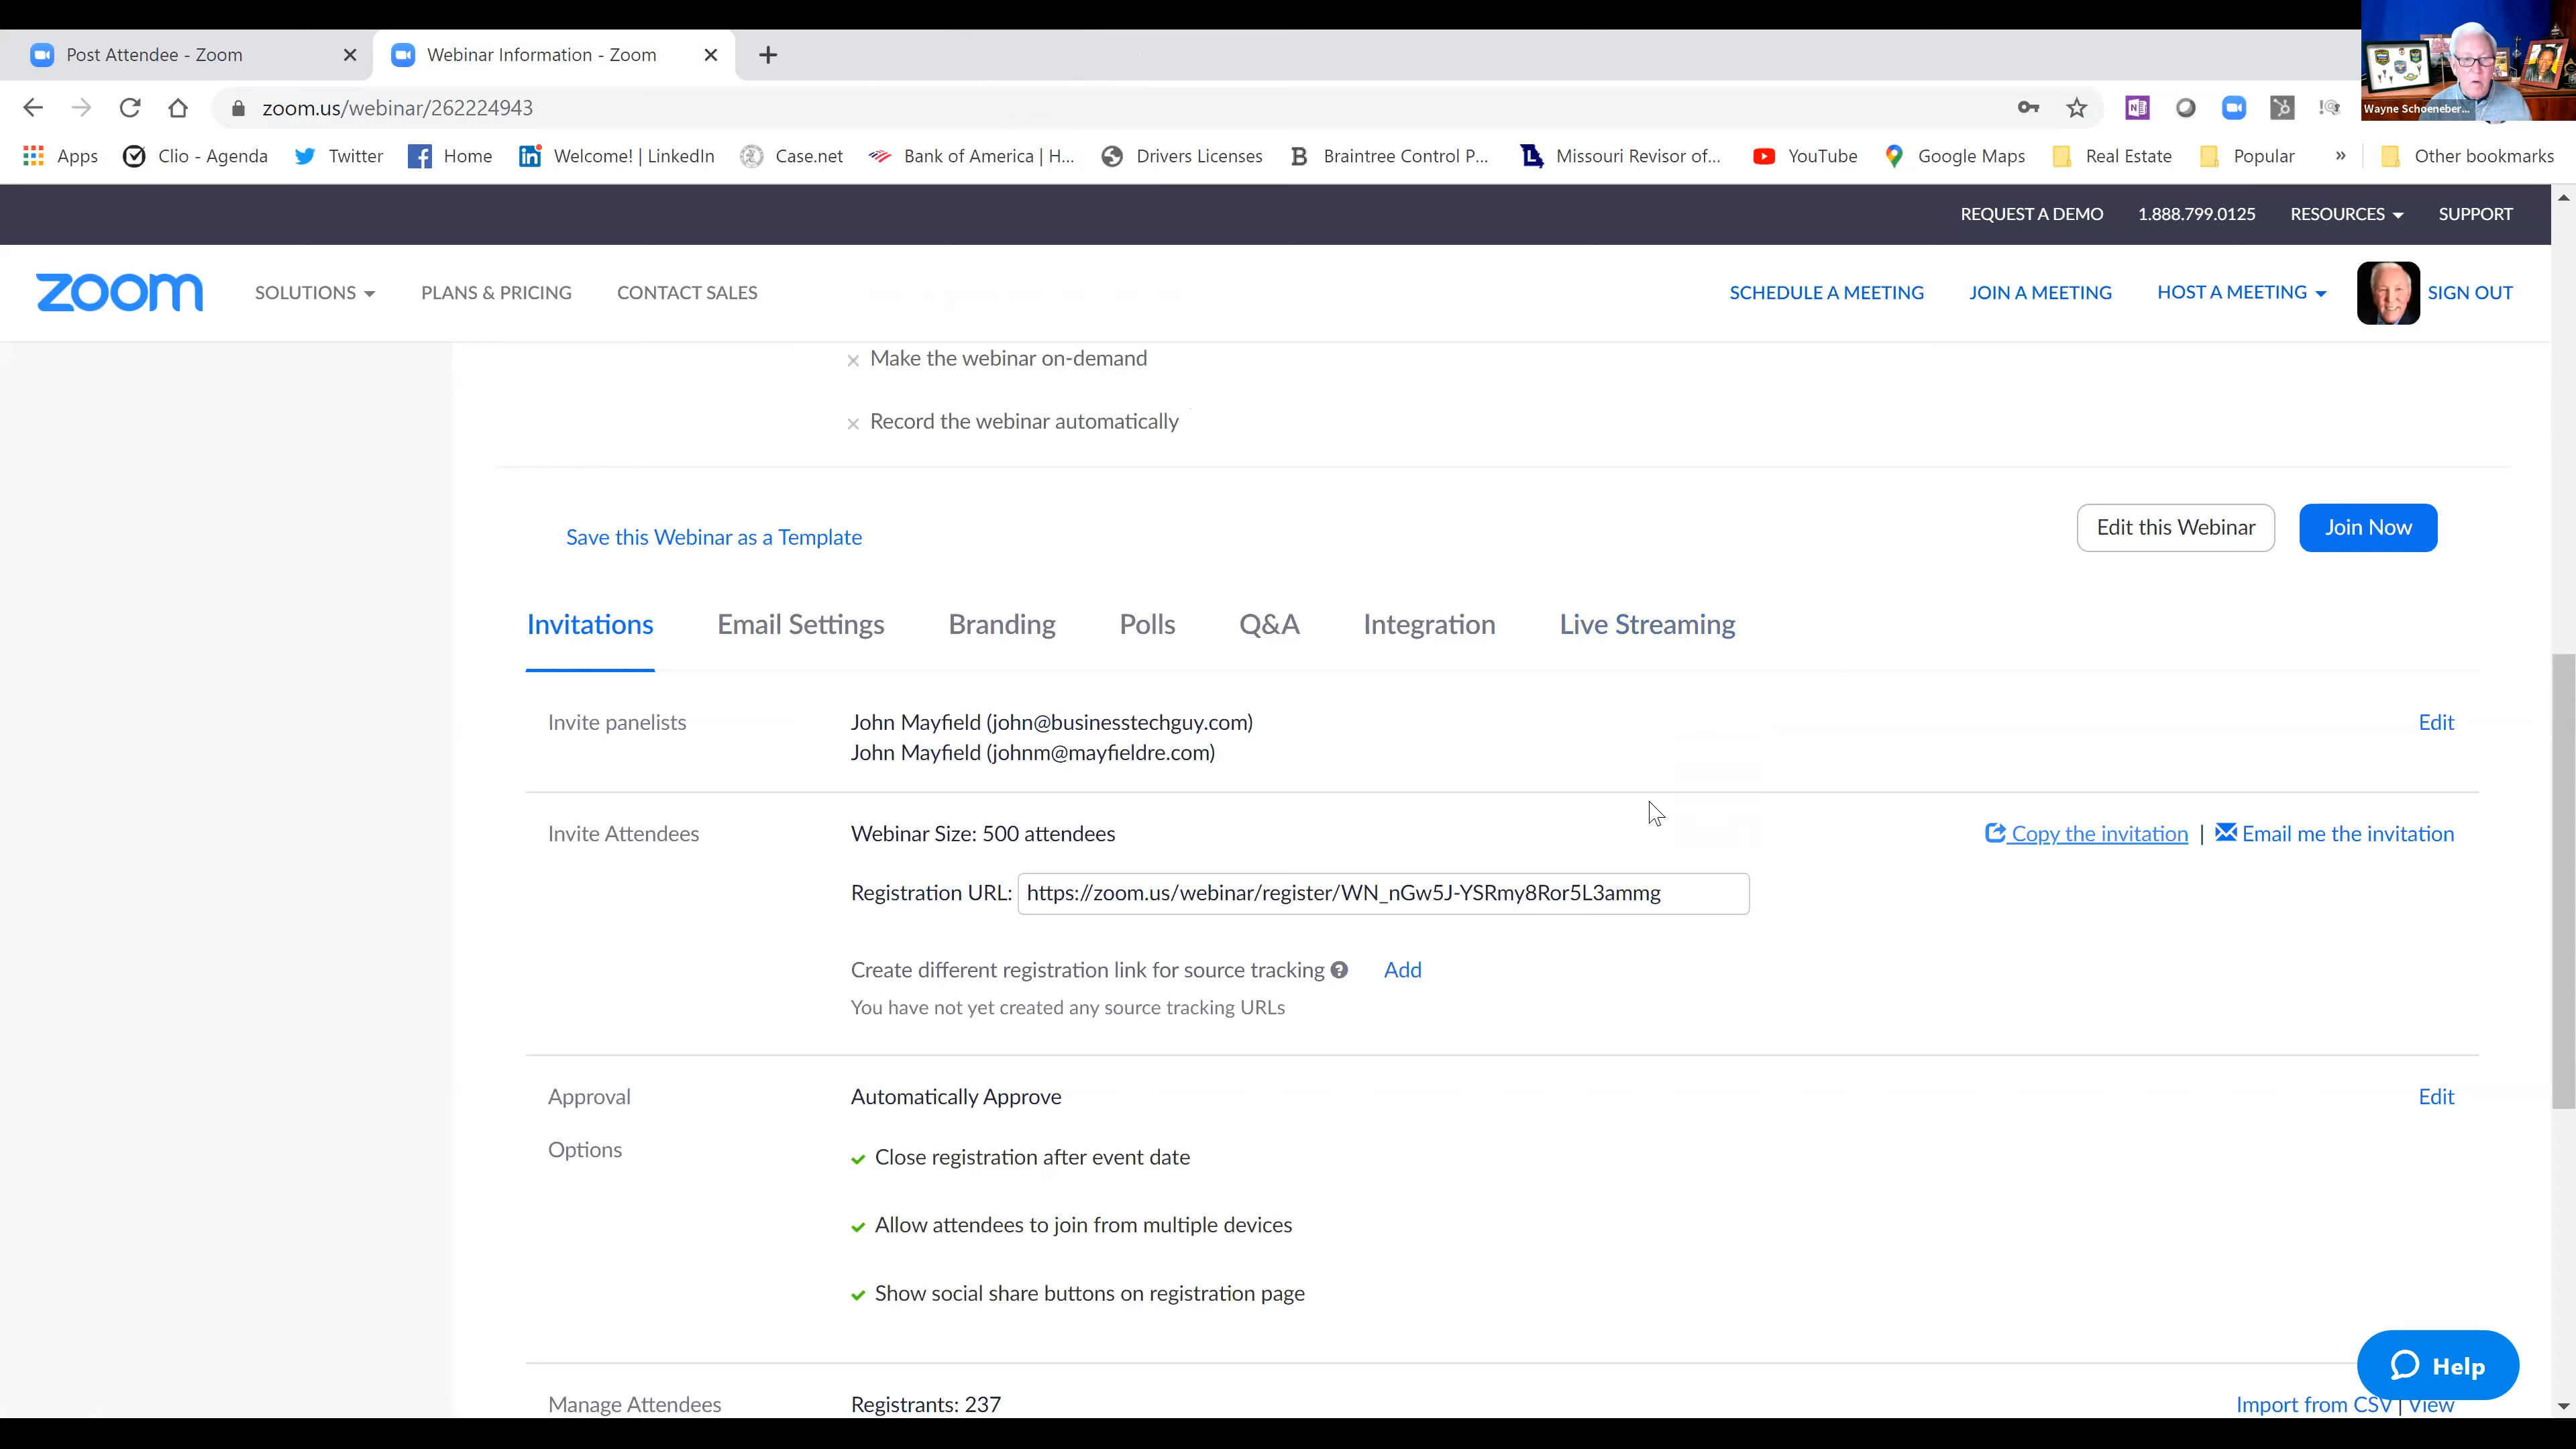 Post Attendee - Zoom
Webinar Information - Zoom
Wayne Schoeneber...
zoom.us/webinar/262224943
Apps Clio - Agenda Twitter Home Welcome! | LinkedIn Case.net Bank of America | H... Drivers Licenses Braintree Control P... Missouri Revisor of... YouTube Google Maps Real Estate Popular » Other bookmarks
REQUEST A DEMO 1.888.799.0125 RESOURCES SUPPORT
zoom SOLUTIONS PLANS & PRICING CONTACT SALES SCHEDULE A MEETING JOIN A MEETING HOST A MEETING SIGN OUT
Make the webinar on-demand
Record the webinar automatically
Save this Webinar as a Template Edit this Webinar Join Now
Invitations Email Settings Branding Polls Q&A Integration Live Streaming
Invite panelists John Mayfield (john@businesstechguy.com) Edit
John Mayfield (johnm@mayfieldre.com)
Invite Attendees Webinar Size: 500 attendees Copy the invitation | Email me the invitation
Registration URL: https://zoom.us/webinar/register/WN_nGw5J-YSRmy8Ror5L3ammg
Create different registration link for source tracking Add
You have not yet created any source tracking URLs
Approval Automatically Approve Edit
Options
Close registration after event date
Allow attendees to join from multiple devices
Show social share buttons on registration page
Help
Manage Attendees Registrants: 237 Import from CSV | View